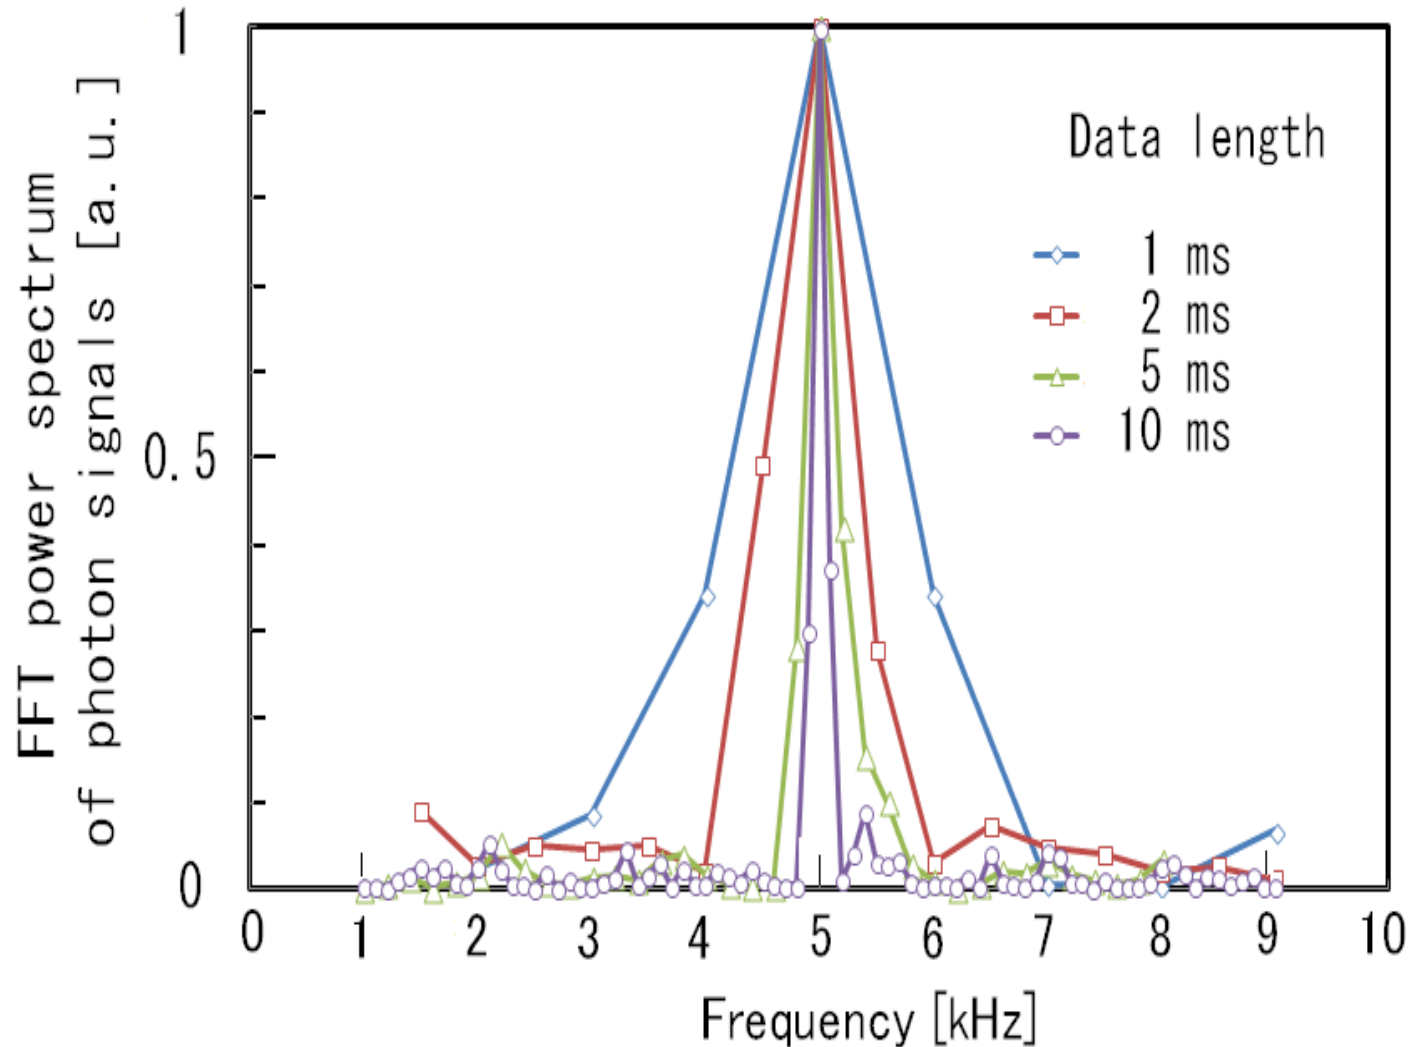 FFT power spectrum
of photon signals [a.u.]
1
0.5
0
Data length
1 ms
2 ms
5 ms
10 ms
0 1 2 3 4 5 6 7 8 9 10
Frequency [kHz]